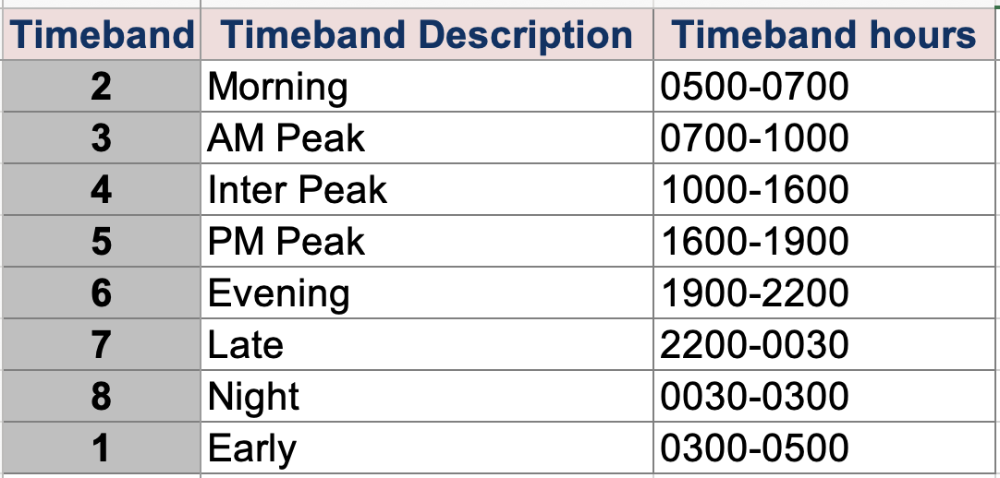 Timeband Timeband Description Timeband hours
2 Morning 0500-0700
3 AM Peak 0700-1000
4 Inter Peak 1000-1600
5 PM Peak 1600-1900
6 Evening 1900-2200
7 Late 2200-0030
8 Night 0030-0300
1 Early 0300-0500